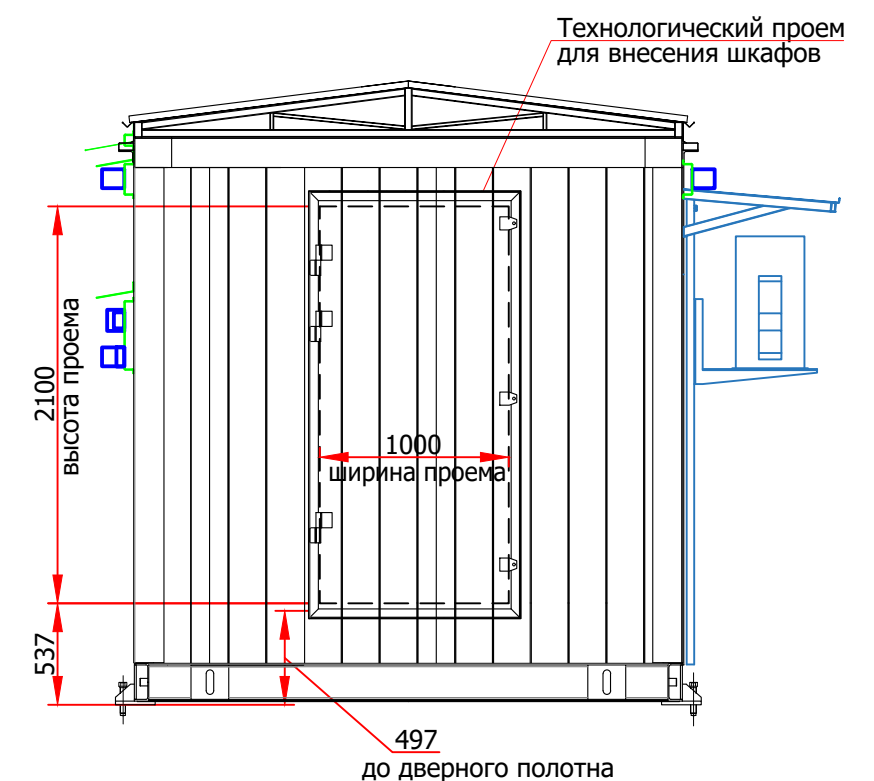 Технологический проем
для внесения шкафов
2100
высота проема
1000
ширина проема
537
497
до дверного полотна